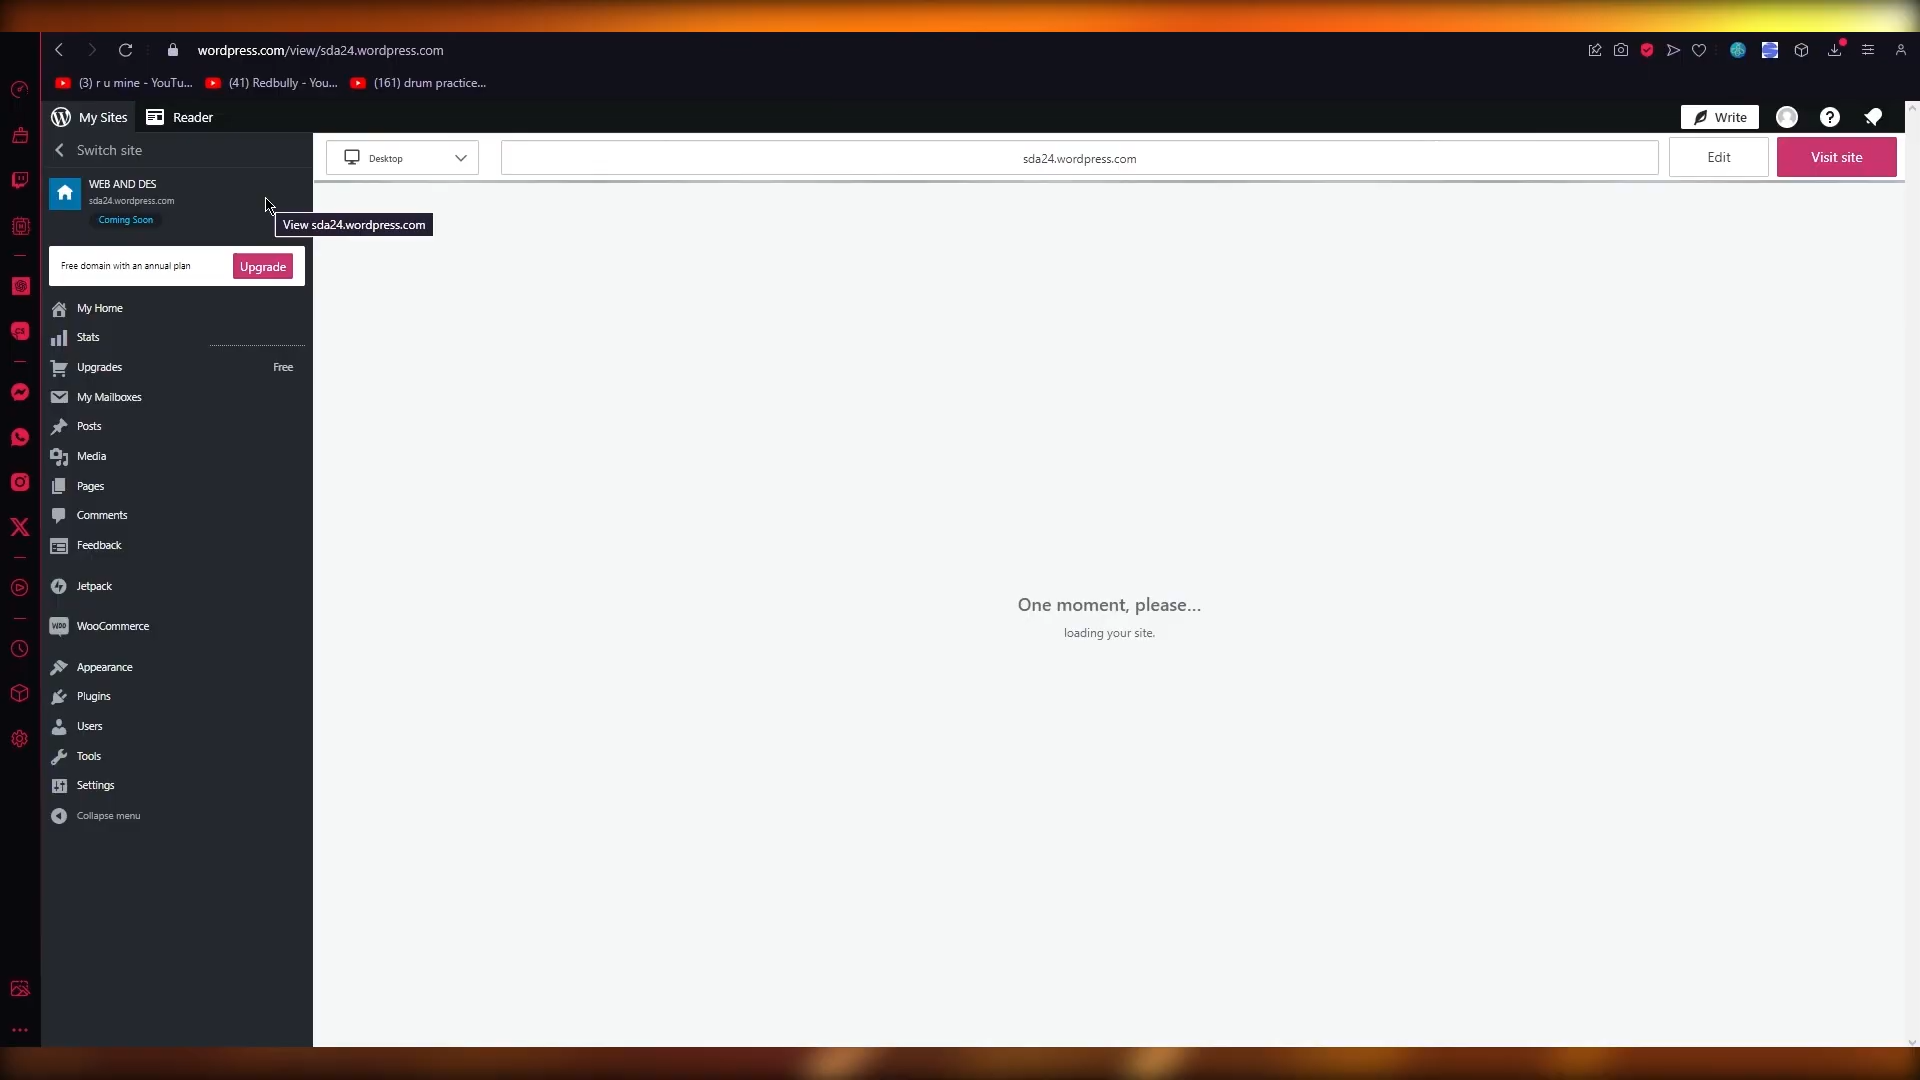 wordpress.com/view/sda24.wordpress.com
(3) r u mine - YouTu...
(41) Redbully - You...
(161) drum practice...
My Sites
Reader
Write
Switch site
Desktop
sda24.wordpress.com
Edit
Visit site
WEB AND DES
sda24.wordpress.com
Coming Soon
View sda24.wordpress.com
Free domain with an annual plan
Upgrade
My Home
Stats
Upgrades
Free
My Mailboxes
Posts
Media
Pages
Comments
Feedback
Jetpack
WooCommerce
Appearance
Plugins
Users
Tools
Settings
Collapse menu
One moment, please...
loading your site.